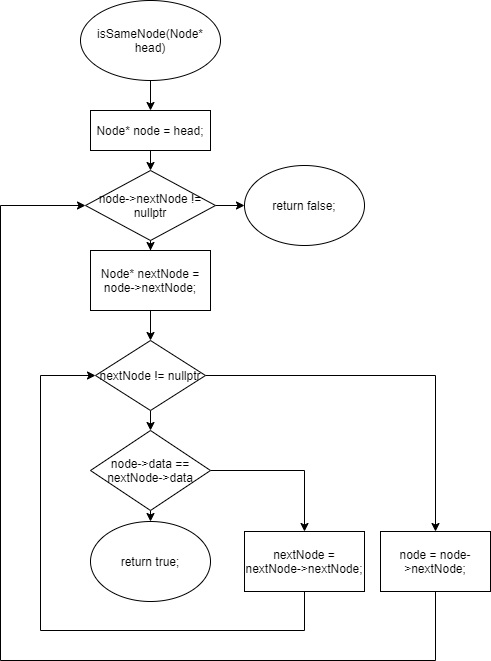 isSameNode(Node*
head)
Node* node = head;
node->nextNode !=
nullptr
return false;
Node* nextNode =
node->nextNode;
nextNode != nullptr
node->data ==
nextNode->data
return true;
nextNode =
nextNode->nextNode;
node = node-
>nextNode;